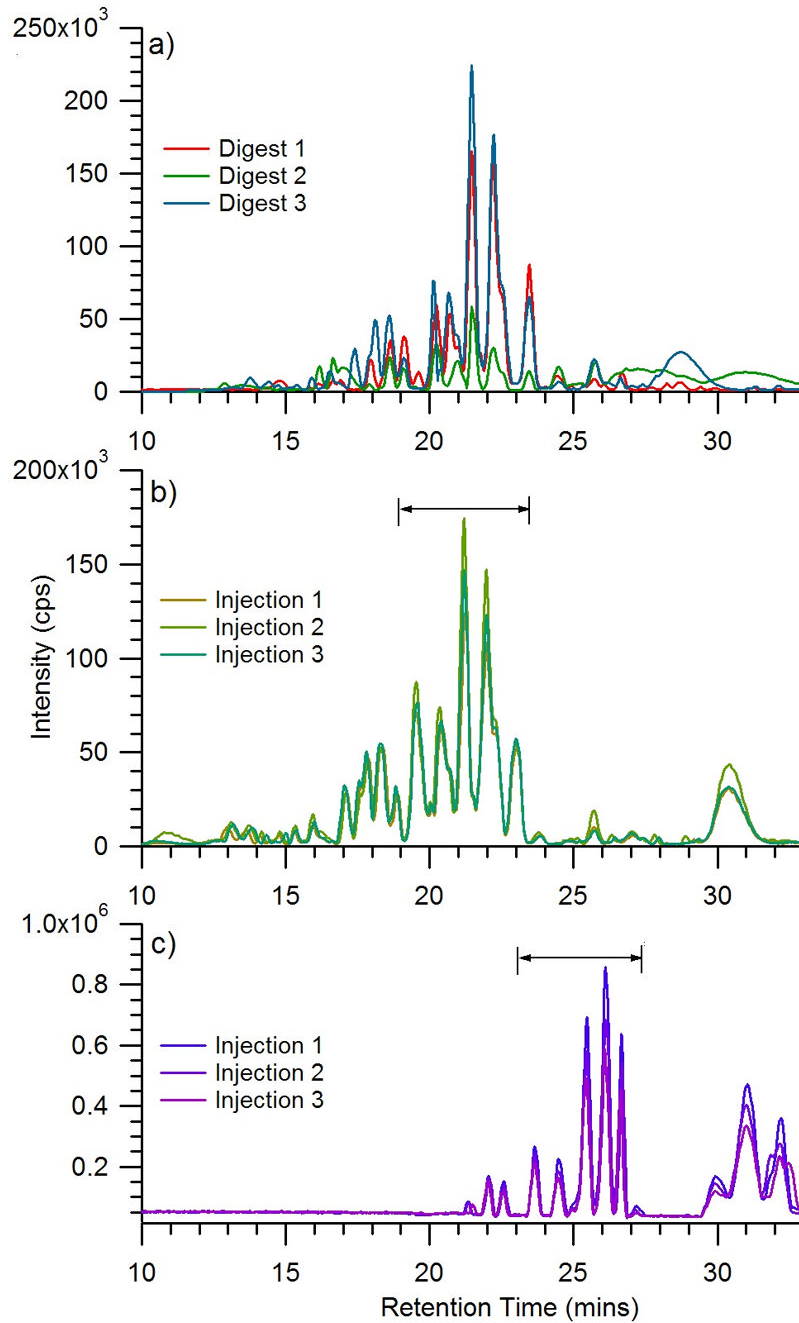 250x10³
a)
200
150
100
50
0
Digest 1
Digest 2
Digest 3
10 15 20 25 30
200x10³
b)
150
100
50
0
Injection 1
Injection 2
Injection 3
Intensity (cps)
10 15 20 25 30
1.0x10⁶
c)
0.8
0.6
0.4
0.2
Injection 1
Injection 2
Injection 3
10 15 20 25 30
Retention Time (mins)